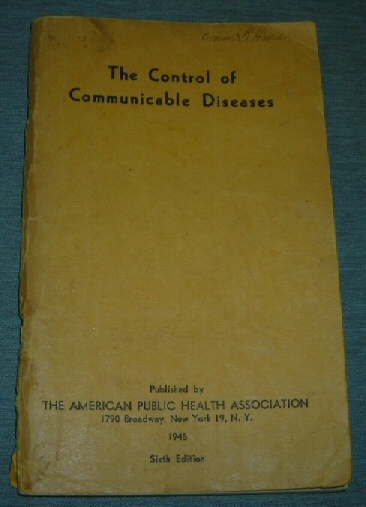 The Control of
Communicable Diseases
Published by
THE AMERICAN PUBLIC HEALTH ASSOCIATION
1790 Broadway, New York 19, N. Y.
1945
Sixth Edition